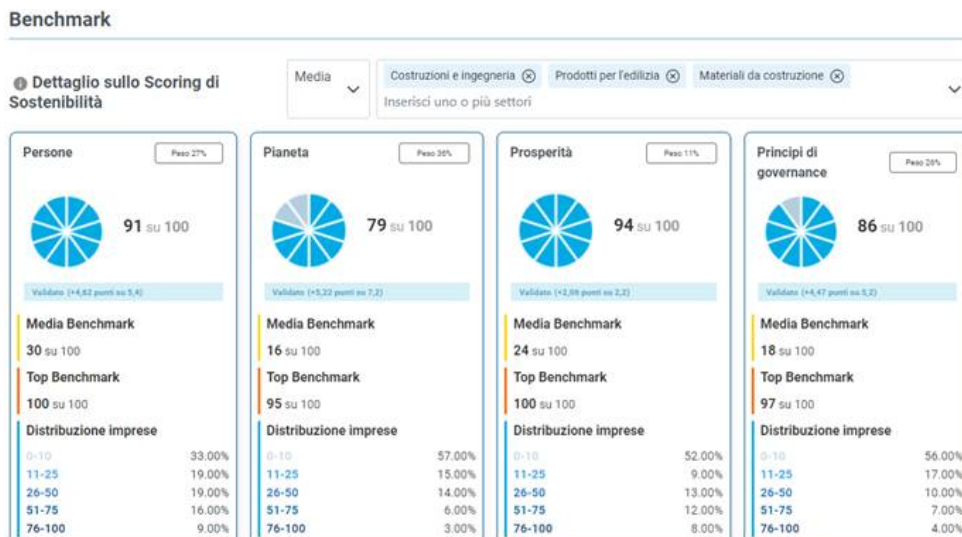 Benchmark
Dettaglio sullo Scoring di
Sostenibilità
Media
Costruzioni e ingegneria
Prodotti per l'edilizia
Materiali da costruzione
Inserisci uno o più settori
Persone
Peso 27%
91 su 100
Validato (+4,62 punti su 5,4)
Media Benchmark
30 su 100
Top Benchmark
100 su 100
Distribuzione imprese
0-10 33.00%
11-25 19.00%
26-50 19.00%
51-75 16.00%
76-100 9.00%
Pianeta
Peso 36%
79 su 100
Validato (+5,22 punti su 7,2)
Media Benchmark
16 su 100
Top Benchmark
95 su 100
Distribuzione imprese
0-10 57.00%
11-25 15.00%
26-50 14.00%
51-75 6.00%
76-100 3.00%
Prosperità
Peso 11%
94 su 100
Validato punti su 2,2)
Media Benchmark
24 su 100
Top Benchmark
100 su 100
Distribuzione imprese
0-10 52.00%
11-25 9.00%
26-50 13.00%
51-75 12.00%
76-100 8.00%
Principi di
governance
Peso 26%
86 su 100
Validato (+4,47 punti su 5,2)
Media Benchmark
18 su 100
Top Benchmark
97 su 100
Distribuzione imprese
0-10 56.00%
11-25 17.00%
26-50 10.00%
51-75 7.00%
76-100 4.00%